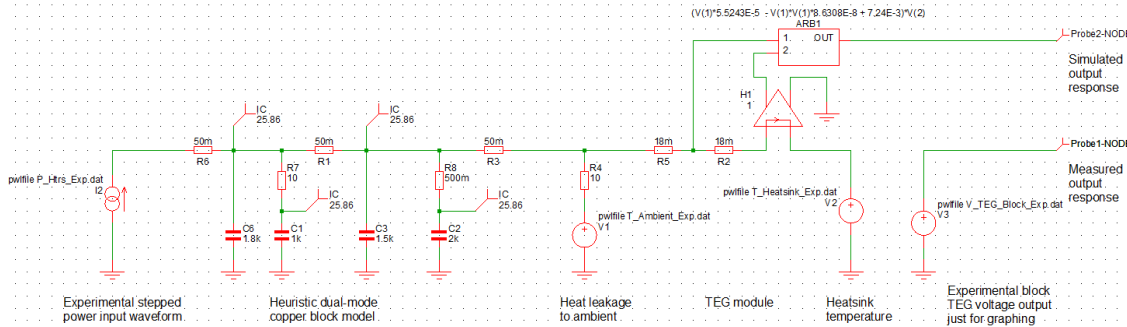 (V(1)*5.5243E-5 - V(1)*V(1)*8.6308E-8 + 7.24E-3)*V(2)
ARB1
1 OUT
2
Probe2-NODE
Simulated
output
response
H1
1
IC
25.86
IC
25.86
50m
R6
50m
R1
50m
R3
18m
R5
18m
R2
Probe1-NODE
Measured
output
response
pwlfile P_Htrs_Exp.dat
I2
R7
10
IC
25.86
R8
500m
IC
25.86
R4
10
pwlfile T_Ambient_Exp.dat
V1
pwlfile T_Heatsink_Exp.dat
V2
pwlfile V_TEG_Block_Exp.dat
V3
C6
1.8k
C1
1k
C3
1.5k
C2
2k
Experimental stepped
power input waveform
Heuristic dual-mode
copper block model
Heat leakage
to ambient
TEG module
Heatsink
temperature
Experimental block
TEG voltage output
just for graphing